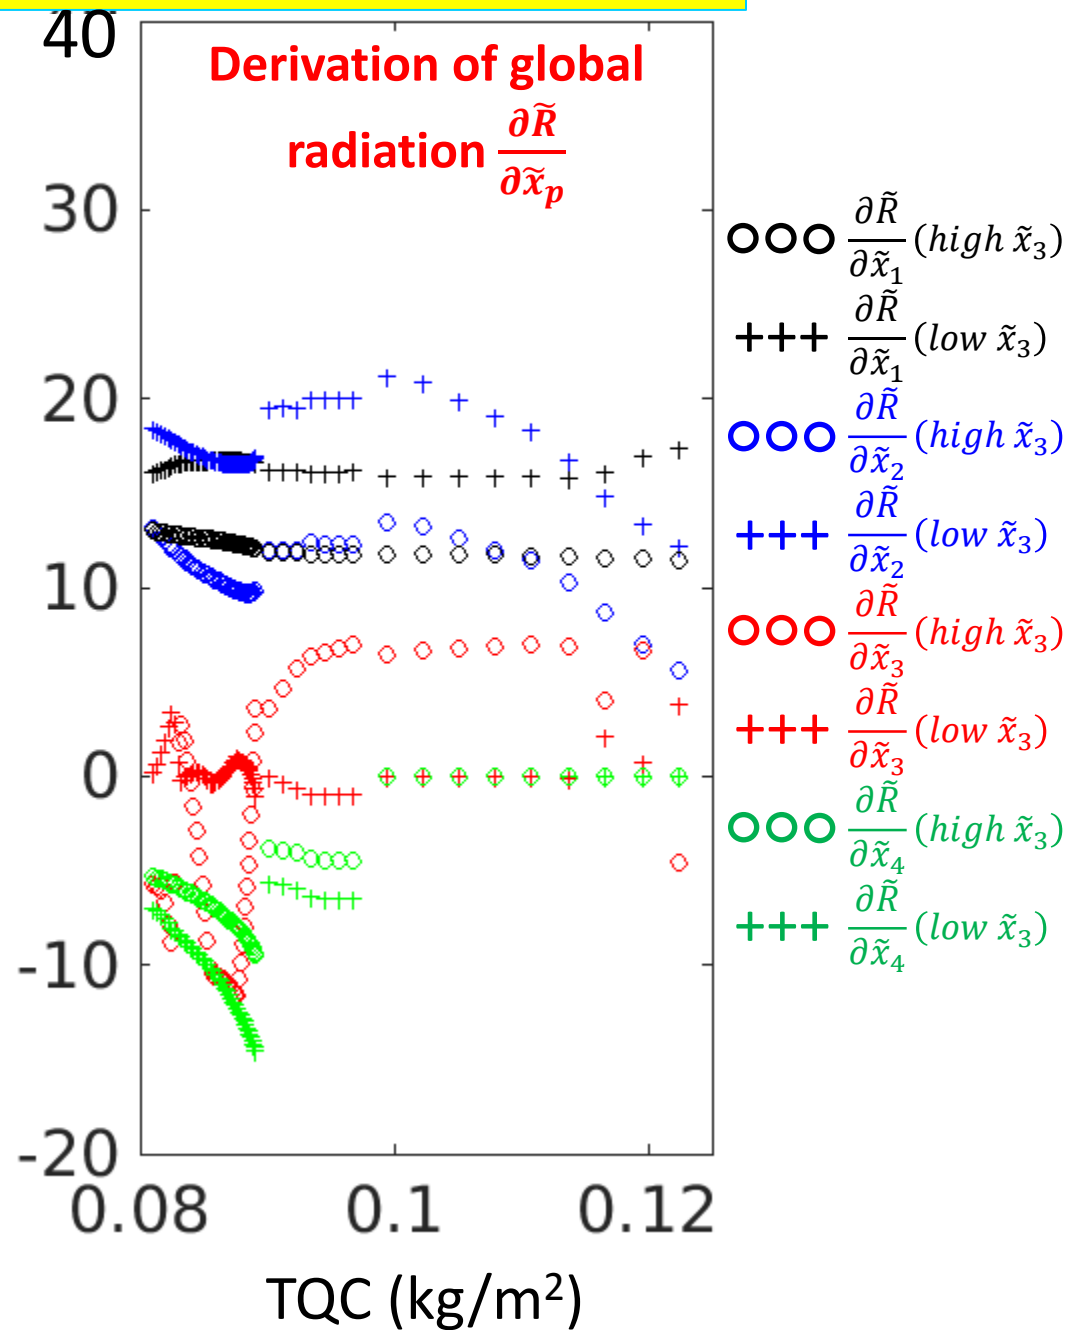 40
Derivation of global
radiation ∂R̃/∂x̃ₚ
30
20
10
0
-10
-20
0.08 0.1 0.12
TQC (kg/m²)
∂R̃/∂x̃₁ (high x̃₃)
∂R̃/∂x̃₁ (low x̃₃)
∂R̃/∂x̃₂ (high x̃₃)
∂R̃/∂x̃₂ (low x̃₃)
∂R̃/∂x̃₃ (high x̃₃)
∂R̃/∂x̃₃ (low x̃₃)
∂R̃/∂x̃₄ (high x̃₃)
∂R̃/∂x̃₄ (low x̃₃)